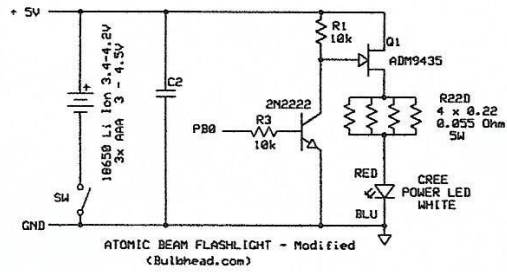 + 5V
R1
10k
Q1
ADM9435
18650 Li Ion 3.4-4.2V
3x AAA 3 - 4.5V
C2
2N2222
R22D
4 x 0.22
0.055 Ohm
5W
PB0
R3
10k
RED
CREE
POWER LED
WHITE
BLU
SW
GND
ATOMIC BEAM FLASHLIGHT - Modified
(Bulbhead.com)